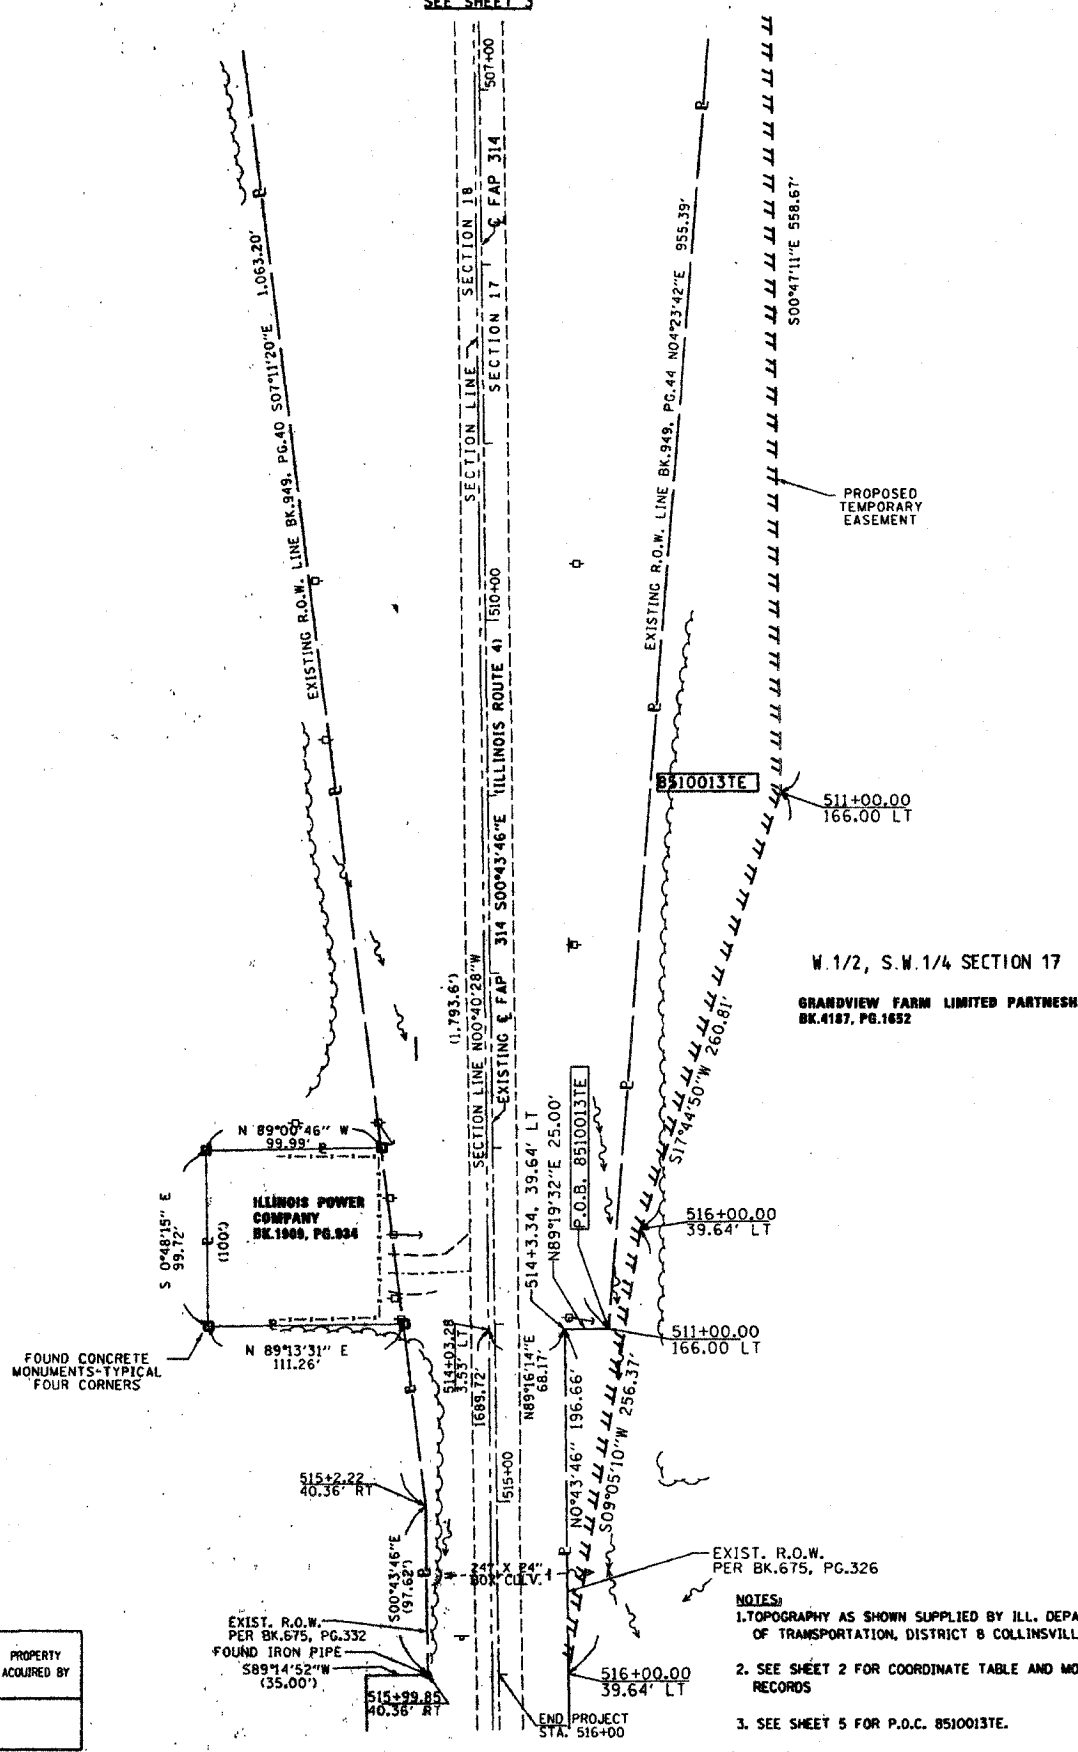 SEE SHEET 3
507+00
℄ FAP 314
SECTION 18
SECTION LINE
SECTION 17
EXISTING R.O.W. LINE BK.949, PG.40 S07°11'20"E 1,063.20'
EXISTING R.O.W. LINE BK.949, PG.44 N04°23'42"E 955.39'
S00°47'11"E 558.67'
PROPOSED
TEMPORARY
EASEMENT
510+00
EXISTING ℄ FAP 314 S00°43'46"E (ILLINOIS ROUTE 4)
8510013TE
511+00.00
166.00 LT
W.1/2, S.W.1/4 SECTION 17
GRANDVIEW FARM LIMITED PARTNESH
BK.4187, PG.1652
(1,793.6')
SECTION LINE N00°40'28"W
S17°44'50"W 260.81'
514+3.34, 39.64' LT
N89°19'32"E 25.00'
P.O.B. 8510013TE
N 89°00'46" W
99.99'
ILLINOIS POWER
COMPANY
BK.1909, PG.934
S 0°48'15" E
99.72'
(100')
516+00.00
39.64' LT
511+00.00
166.00 LT
N 89°13'31" E
111.26'
FOUND CONCRETE
MONUMENTS-TYPICAL
FOUR CORNERS
514+03.28
3.53' LT
1689.72'
N89°16'14"E
68.17'
N0°43'46" 196.66'
S09°05'10"W 256.37'
515+2.22
40.36' RT
515+00
S00°43'46"E
(97.62')
24" X 24"
BOX CULV.
EXIST. R.O.W.
PER BK.675, PG.326
EXIST. R.O.W.
PER BK.675, PG.332
FOUND IRON PIPE
S89°14'52"W
(35.00')
515+99.85
40.36' RT
516+00.00
39.64' LT
END PROJECT
STA. 516+00
NOTES:
1.TOPOGRAPHY AS SHOWN SUPPLIED BY ILL. DEPA
OF TRANSPORTATION, DISTRICT 8 COLLINSVILL
2. SEE SHEET 2 FOR COORDINATE TABLE AND MO
RECORDS
3. SEE SHEET 5 FOR P.O.C. 8510013TE.
PROPERTY
ACQUIRED BY